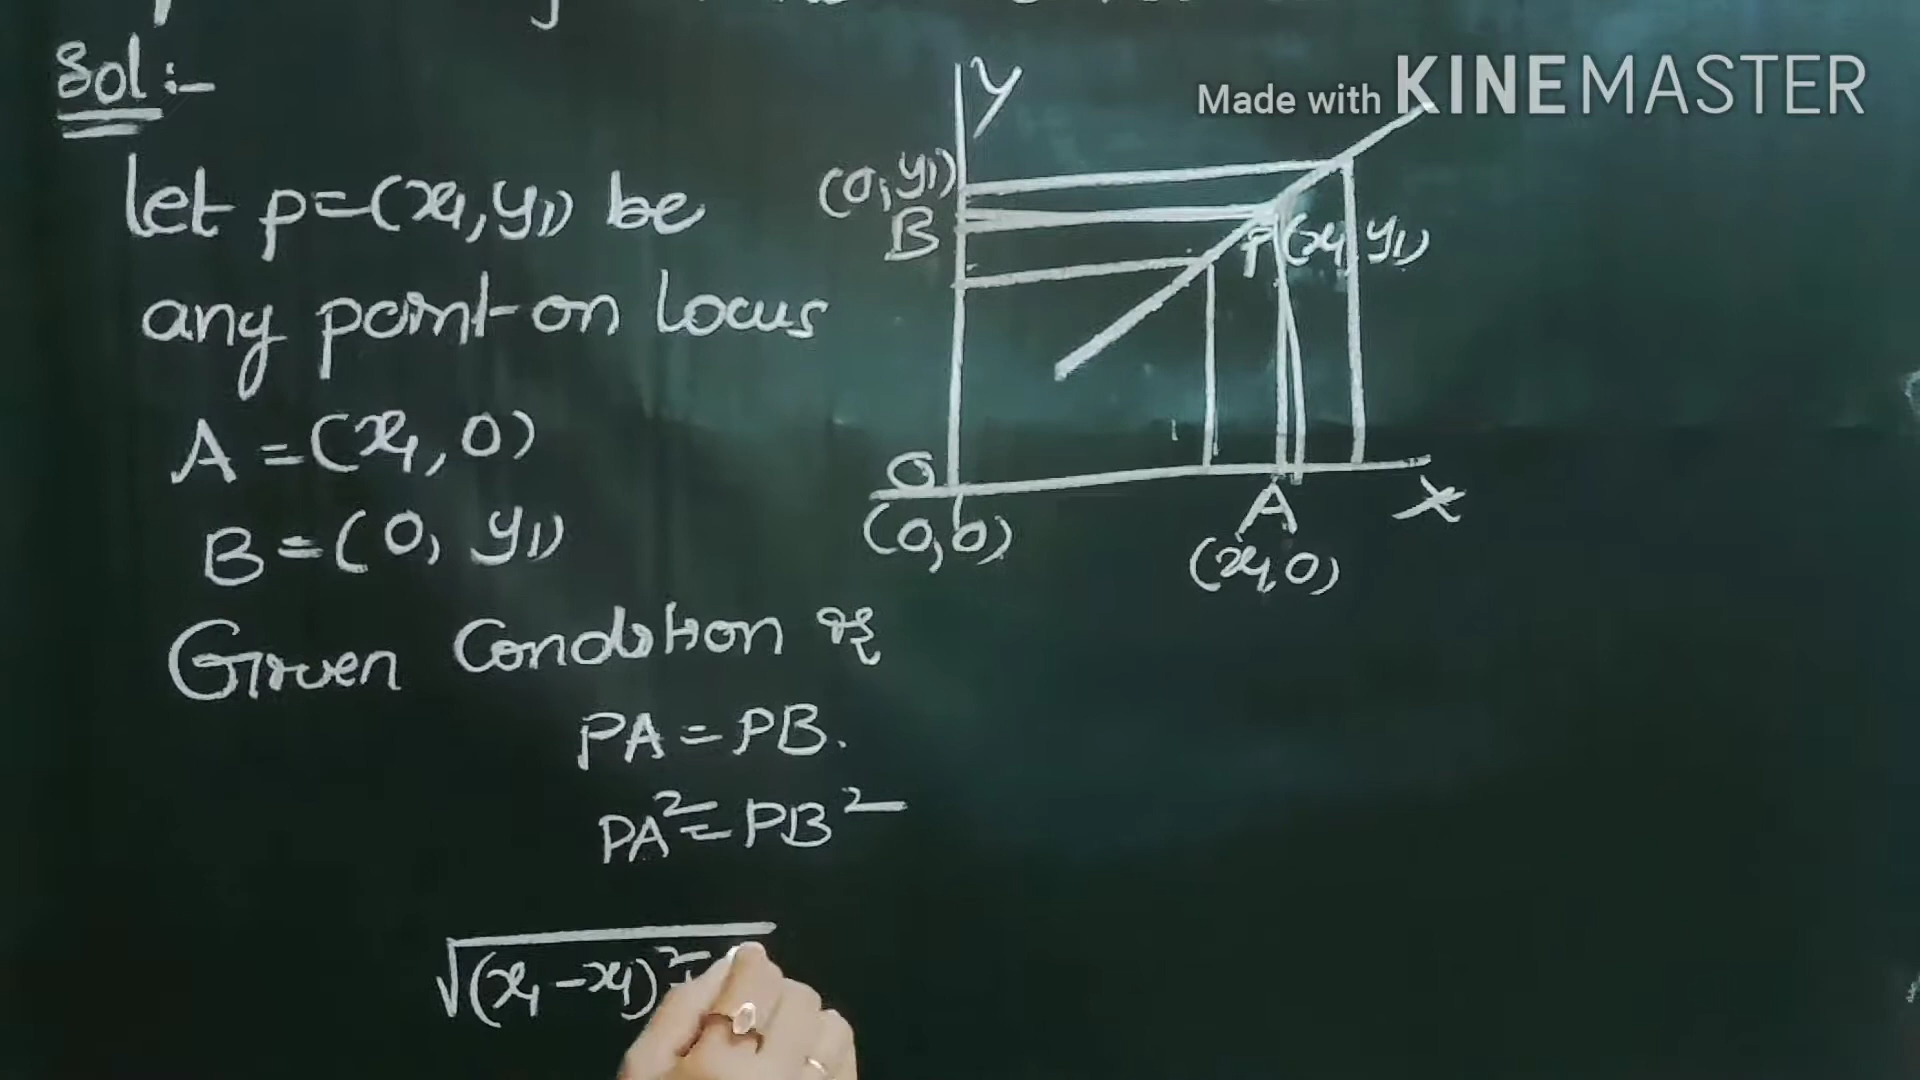 Sol :-
let p=(x₁, y₁) be
any point on Locus
A = (x₁, 0)
B = (0, y₁)
Given Condition is
PA = PB.
PA² = PB²
√(x₁ - x₁)² +
Made with KINEMASTER
Y
(0, y₁)
B
P(x₁, y₁)
O
(0,0)
A
(x₁, 0)
X